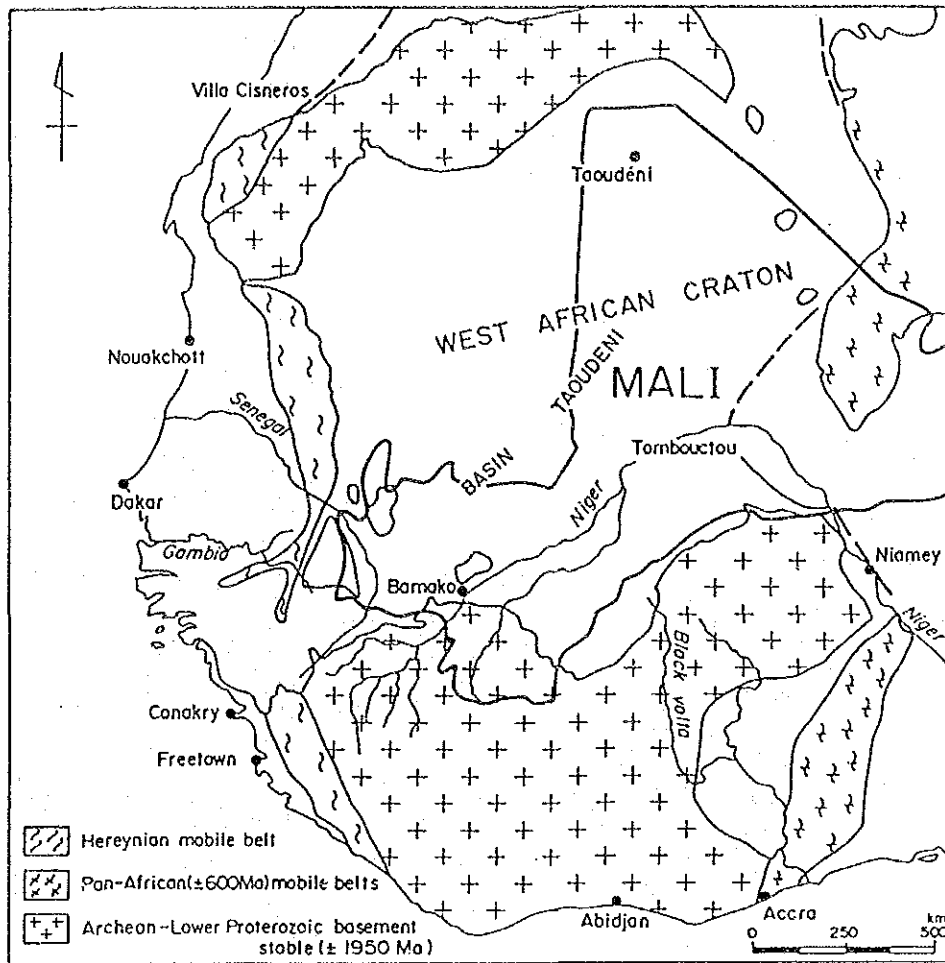 Villa Cisneros
Taoudéni
WEST AFRICAN CRATON
Nouakchott
TAOUDENI
MALI
Senegal
Tombouctou
BASIN
Dakar
Niger
Gambia
Niamey
Bamako
Niger
Black volta
Conakry
Freetown
Hereynian mobile belt
Pan-African(±600Ma)mobile belts
Archean-Lower Proterozoic basement
stable (± 1950 Ma)
Abidjan
Accra
km
0 250 500